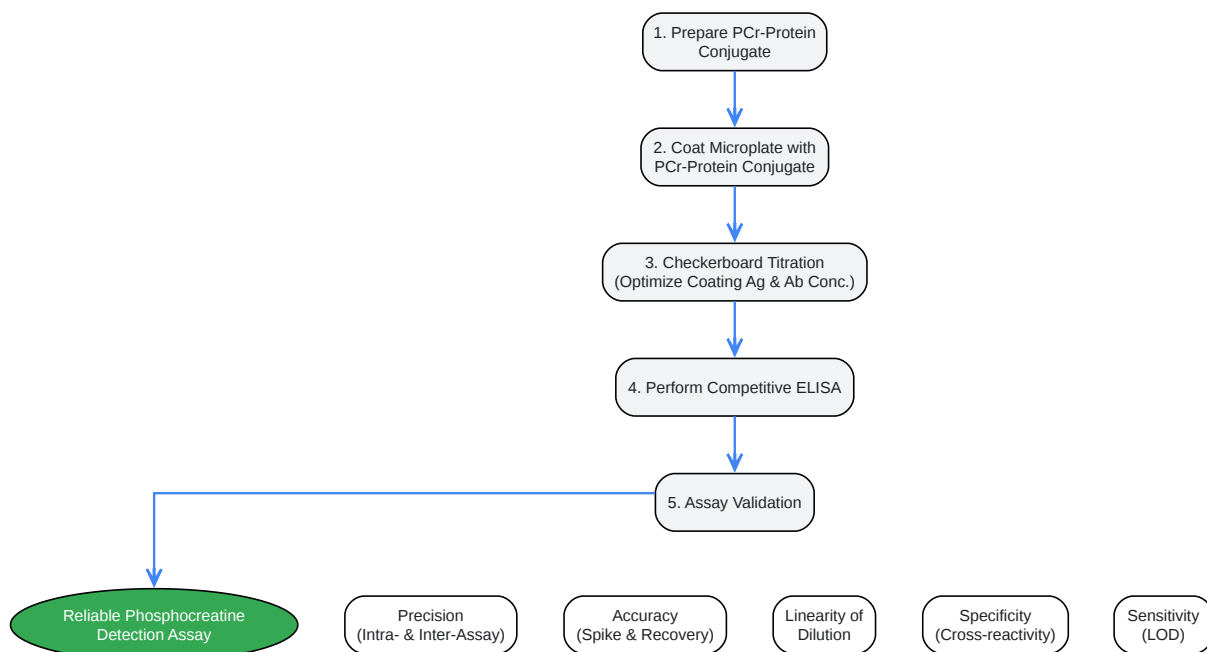 1. Prepare PCr-Protein
Conjugate
2. Coat Microplate with
PCr-Protein Conjugate
3. Checkerboard Titration
(Optimize Coating Ag & Ab Conc.)
4. Perform Competitive ELISA
5. Assay Validation
Reliable Phosphocreatine
Detection Assay
Precision
(Intra- & Inter-Assay)
Accuracy
(Spike & Recovery)
Linearity of
Dilution
Specificity
(Cross-reactivity)
Sensitivity
(LOD)